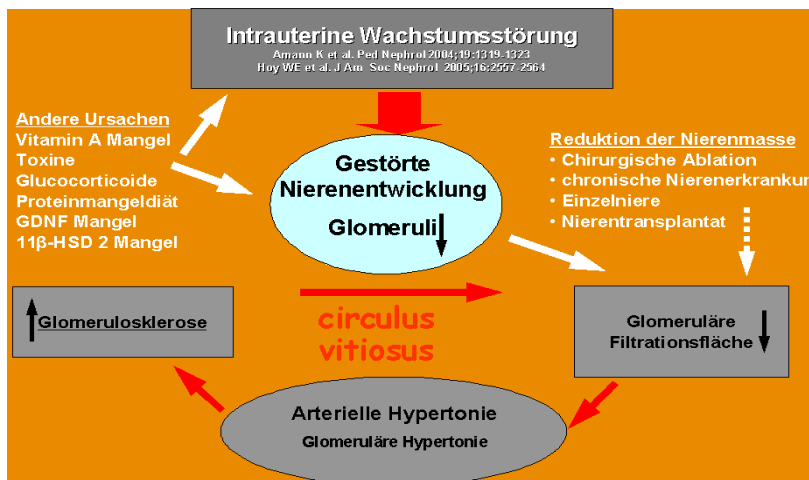 Intrauterine Wachstumsstörung
Amann K et al. Ped Nephrol 2004;19:1319-1323
Hoy WE et al. J Am Soc Nephrol 2005;16:2557-2564
Andere Ursachen
Vitamin A Mangel
Toxine
Glucocorticoide
Proteinmangeldiät
GDNF Mangel
11β-HSD 2 Mangel
Gestörte
Nierenentwicklung
Glomeruli
Reduktion der Nierenmasse
• Chirurgische Ablation
• chronische Nierenerkrankun
• Einzelniere
• Nierentransplantat
Glomerulosklerose
circulus
vitiosus
Glomeruläre
Filtrationsfläche
Arterielle Hypertonie
Glomeruläre Hypertonie